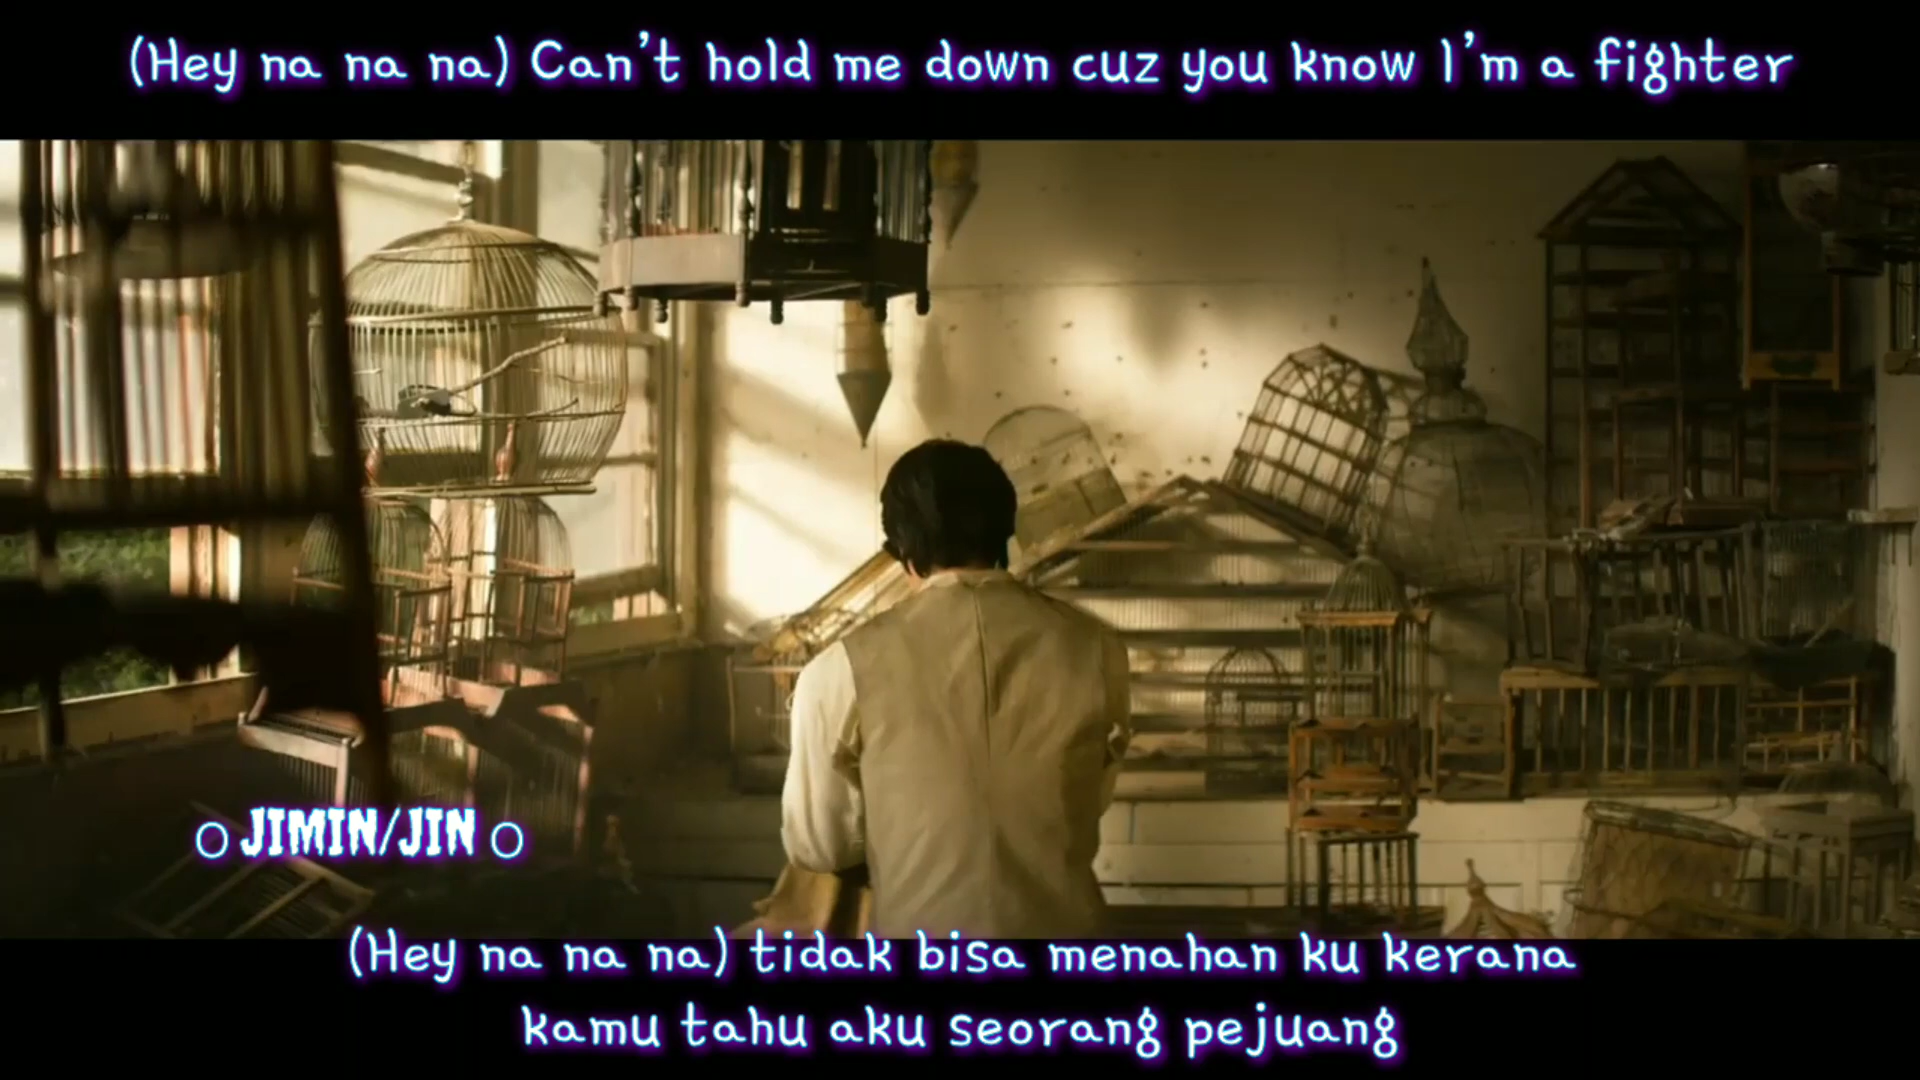 (Hey na na na) Can't hold me down cuz you know I'm a fighter
○ JIMIN/JIN ○
(Hey na na na) tidak bisa menahan ku kerana
kamu tahu aku seorang pejuang